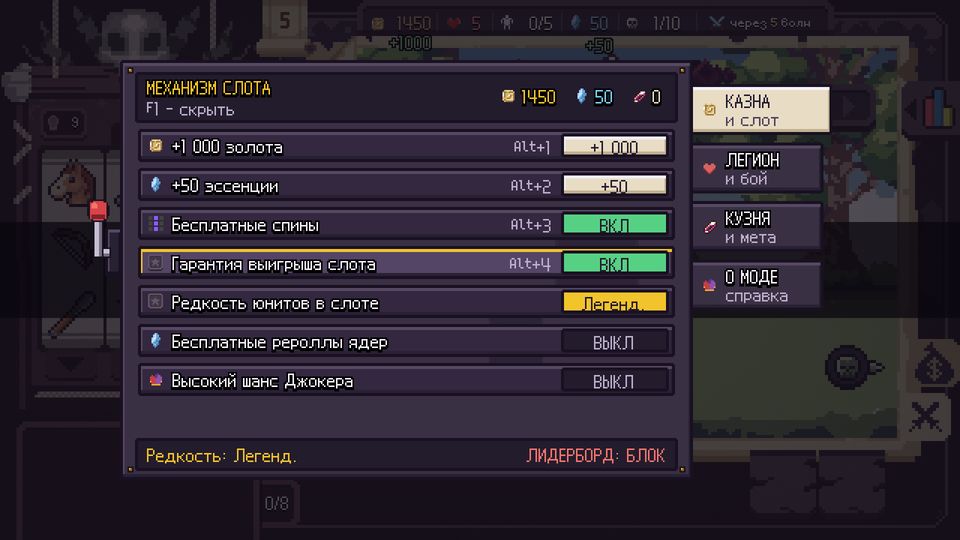 5
1450 5 0/5 50 1/10 через 5 волн
+1000 +50
МЕХАНИЗМ СЛОТА
F1 - скрыть
1450 50 0
+1 000 золота Alt+1 +1 000
+50 эссенции Alt+2 +50
Бесплатные спины Alt+3 ВКЛ
Гарантия выигрыша слота Alt+4 ВКЛ
Редкость юнитов в слоте Легенд.
Бесплатные рероллы ядер ВЫКЛ
Высокий шанс Джокера ВЫКЛ
Редкость: Легенд. ЛИДЕРБОРД: БЛОК
КАЗНА
и слот
ЛЕГИОН
и бой
КУЗНЯ
и мета
О МОДЕ
справка
9
0/8